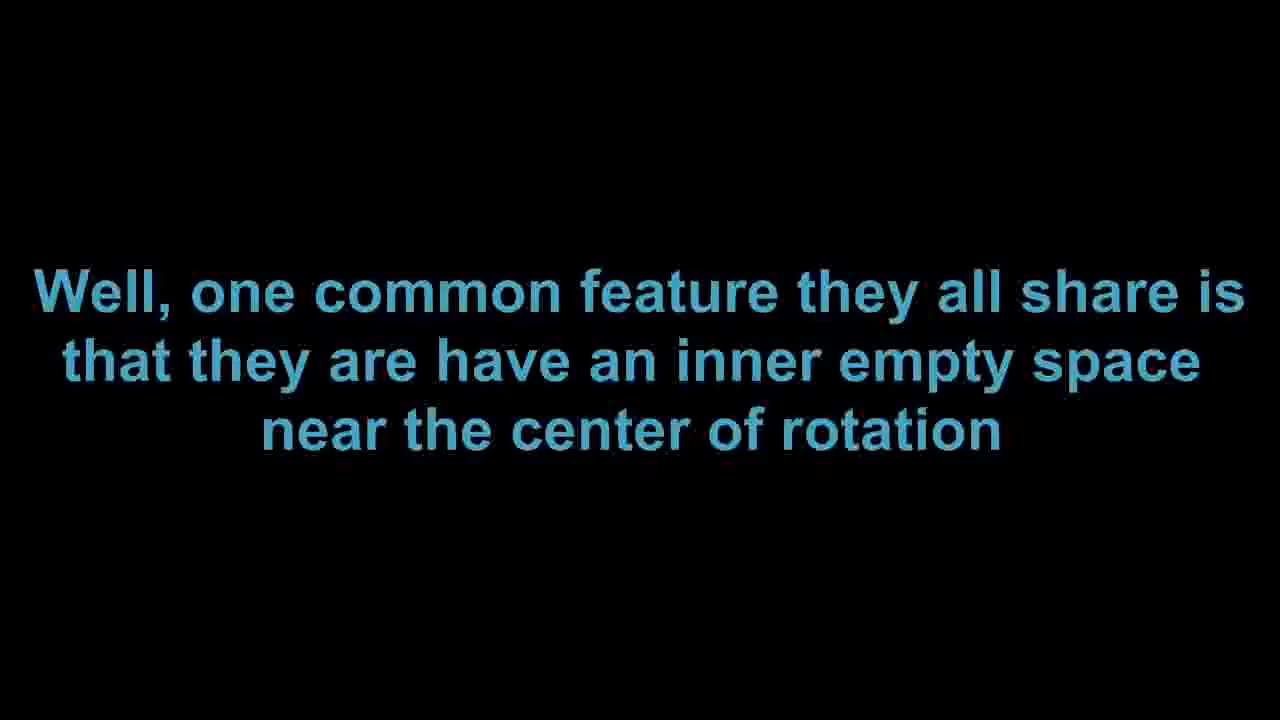 Well, one common feature they all share is
that they are have an inner empty space
near the center of rotation